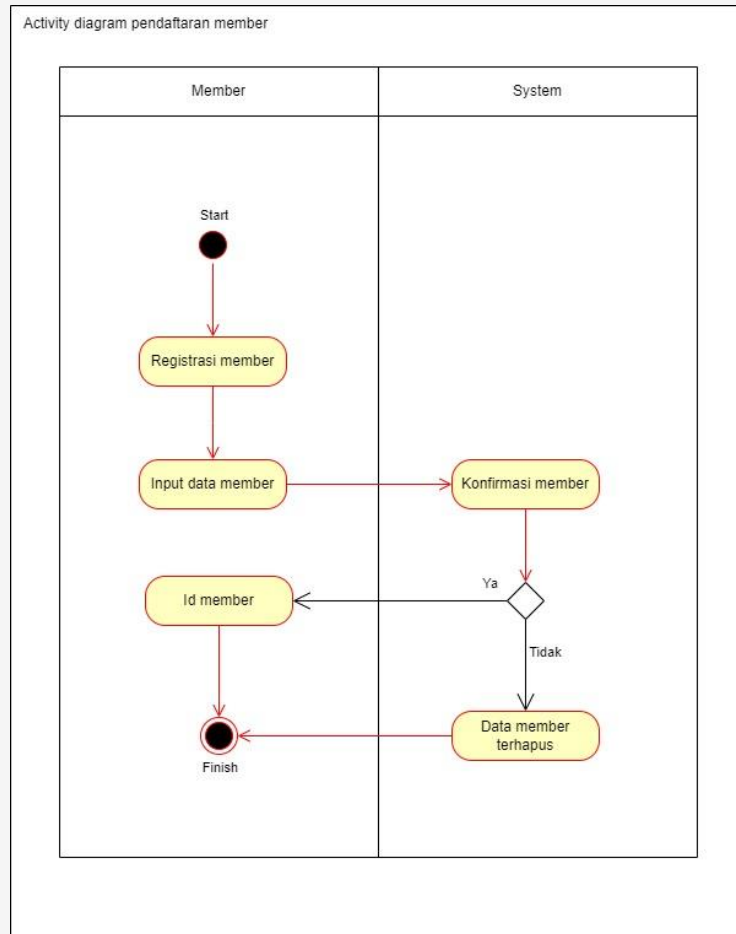 Activity diagram pendaftaran member
Member
System
Start
Registrasi member
Input data member
Konfirmasi member
Ya
Id member
Tidak
Data member
terhapus
Finish